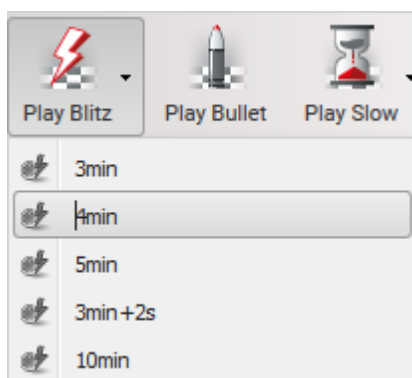 Play Blitz Play Bullet Play Slow
3min
4min
5min
3min+2s
10min